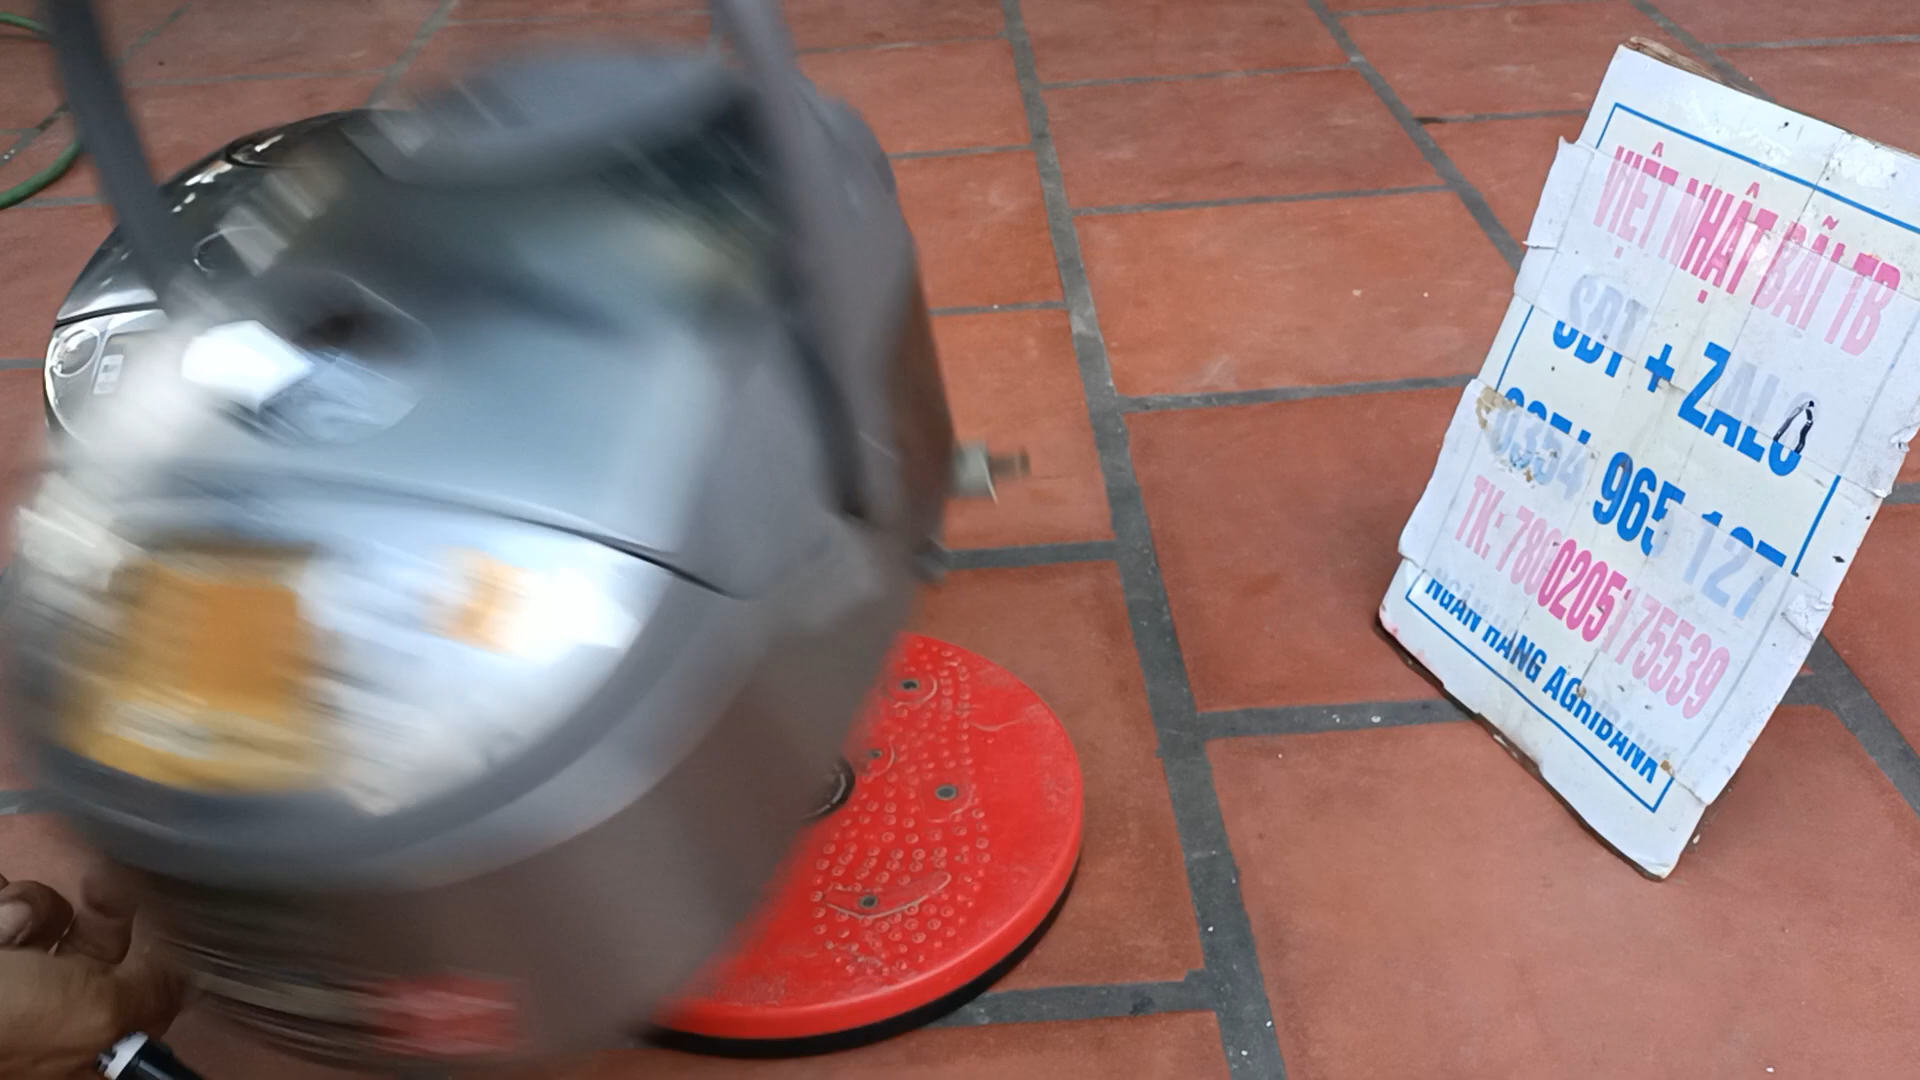 VIỆT NHẬT BÃI TB
SĐT + ZALO
0354 965 127
TK: 7800205175539
NGÂN HÀNG AGRIBANK